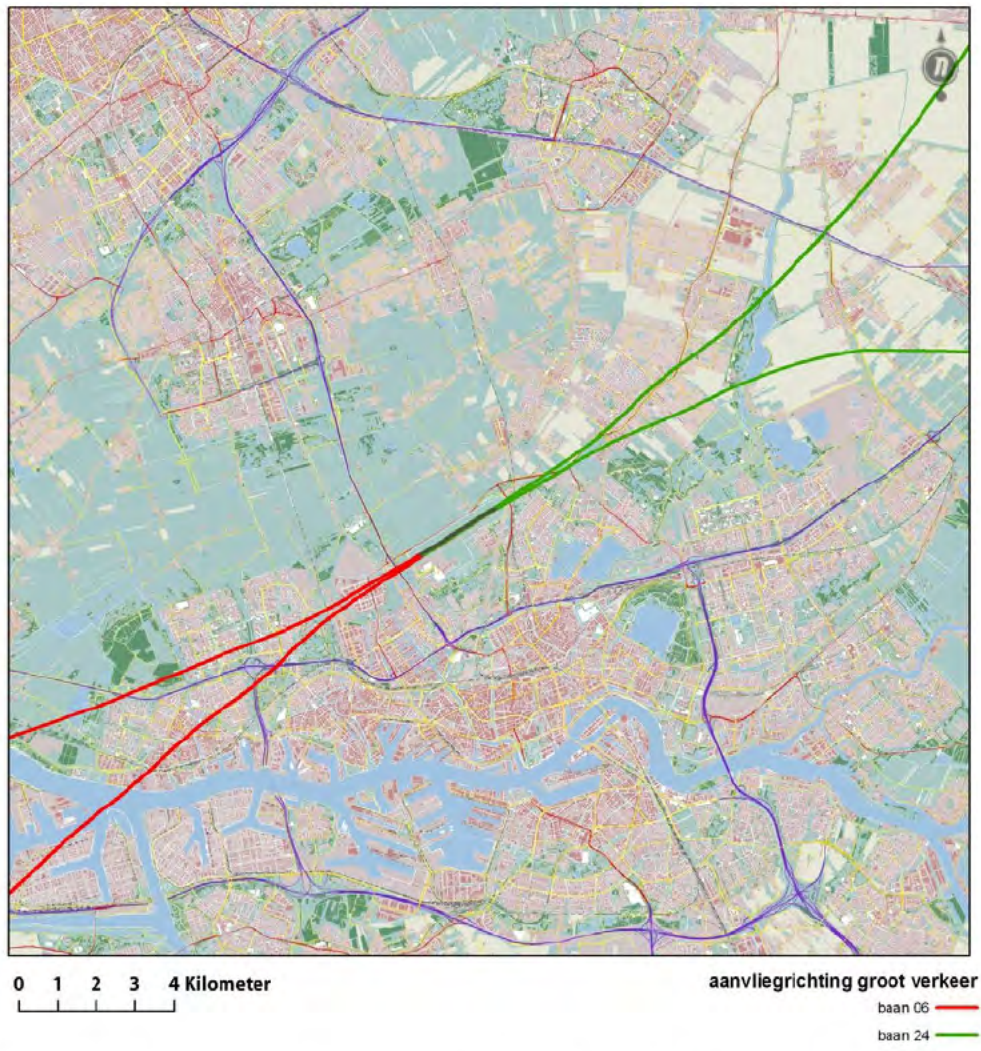 n
0 1 2 3 4 Kilometer
aanvliegrichting groot verkeer
baan 06
baan 24